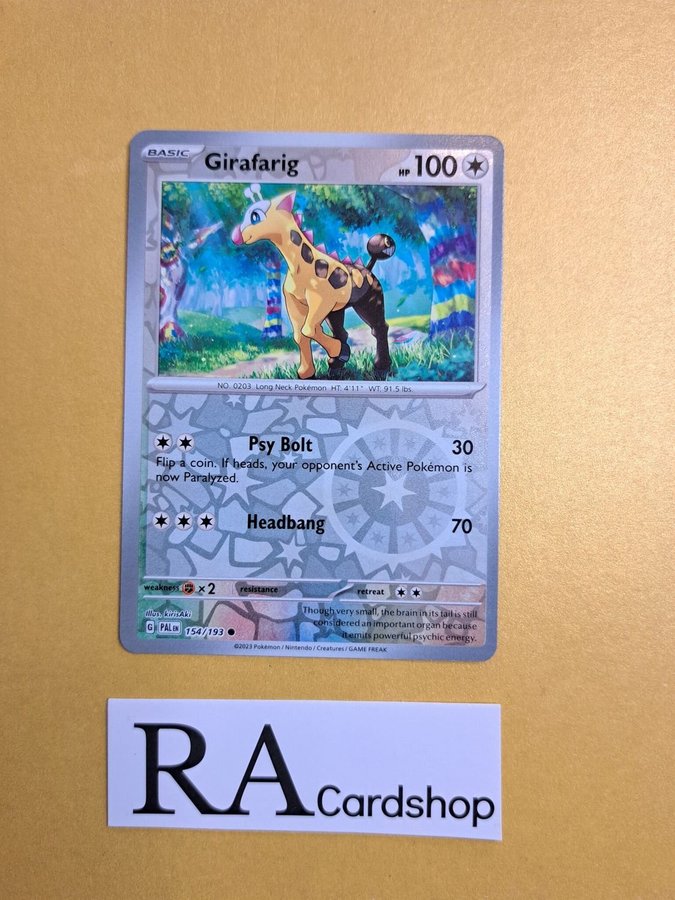 BASIC Girafarig HP 100
NO. 0203 Long Neck Pokémon HT: 4'11" WT: 91.5 lbs.
Psy Bolt 30
Flip a coin. If heads, your opponent's Active Pokémon is
now Paralyzed.
Headbang 70
weakness ×2 resistance retreat
Illus. kirisAki
G PAL EN 154/193
Though very small, the brain in its tail is still
considered an important organ because
it emits powerful psychic energy.
©2023 Pokémon / Nintendo / Creatures / GAME FREAK
RA Cardshop